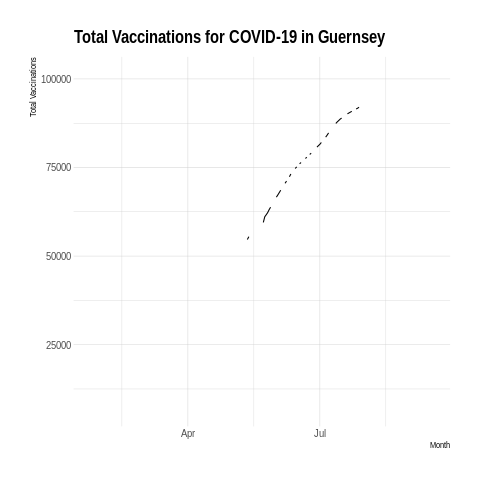 Total Vaccinations for COVID-19 in Guernsey
Total Vaccinations
100000
75000
50000
25000
Apr
Jul
Month